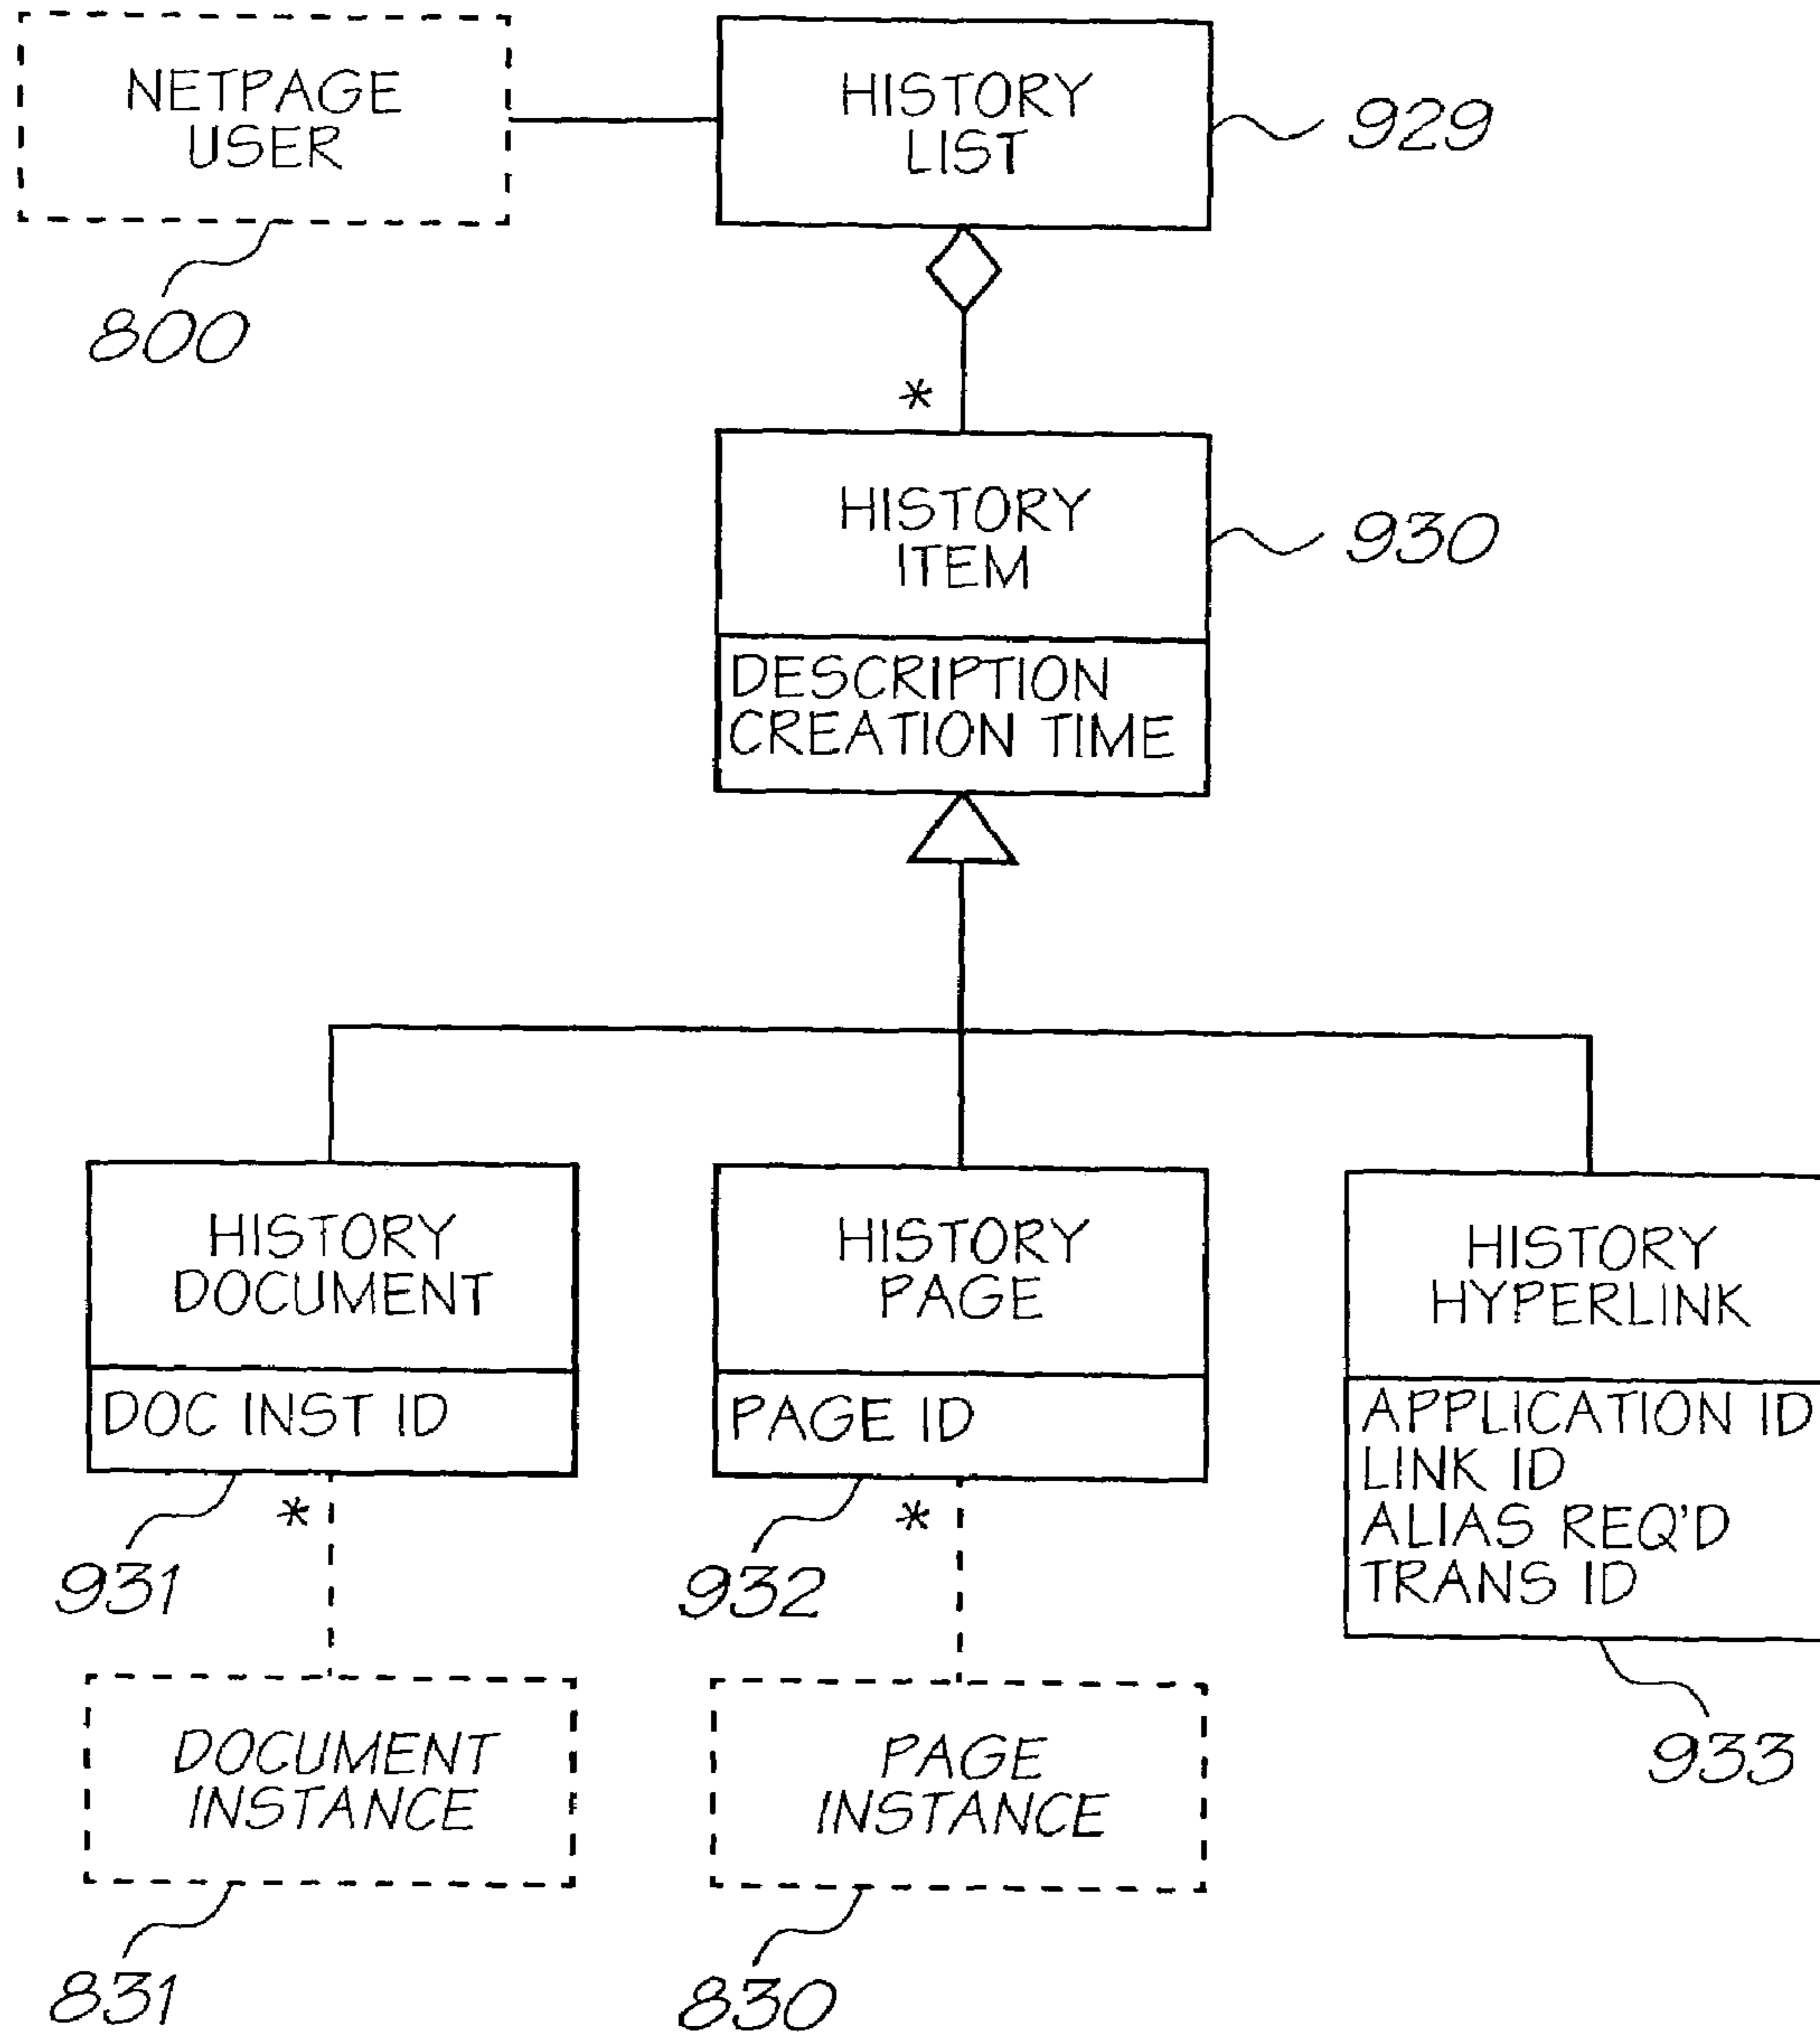 NETPAGE
USER
800
HISTORY
LIST
929
*
HISTORY
ITEM
930
DESCRIPTION
CREATION TIME
HISTORY
DOCUMENT
DOC INST ID
931
*
HISTORY
PAGE
PAGE ID
932
*
HISTORY
HYPERLINK
APPLICATION ID
LINK ID
ALIAS REQ'D
TRANS ID
933
DOCUMENT
INSTANCE
831
PAGE
INSTANCE
830